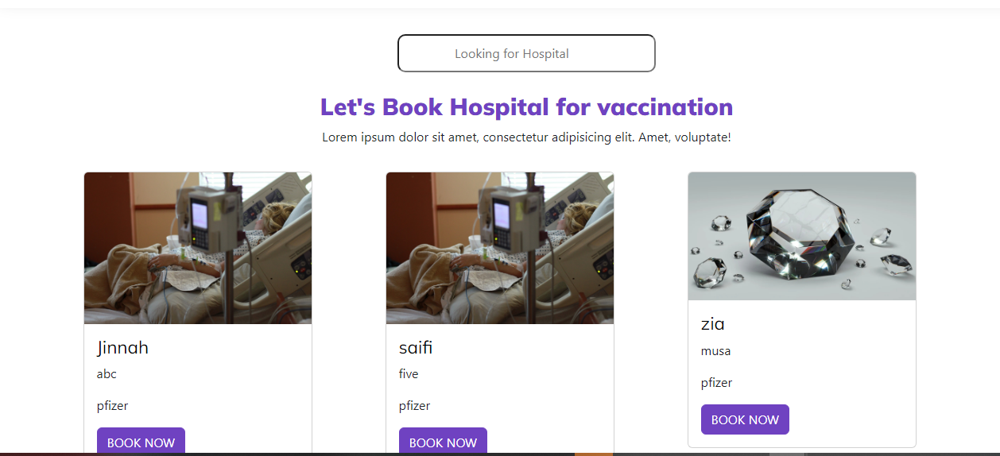 Looking for Hospital
Let's Book Hospital for vaccination
Lorem ipsum dolor sit amet, consectetur adipisicing elit. Amet, voluptate!
Jinnah
abc
pfizer
BOOK NOW
saifi
five
pfizer
BOOK NOW
zia
musa
pfizer
BOOK NOW